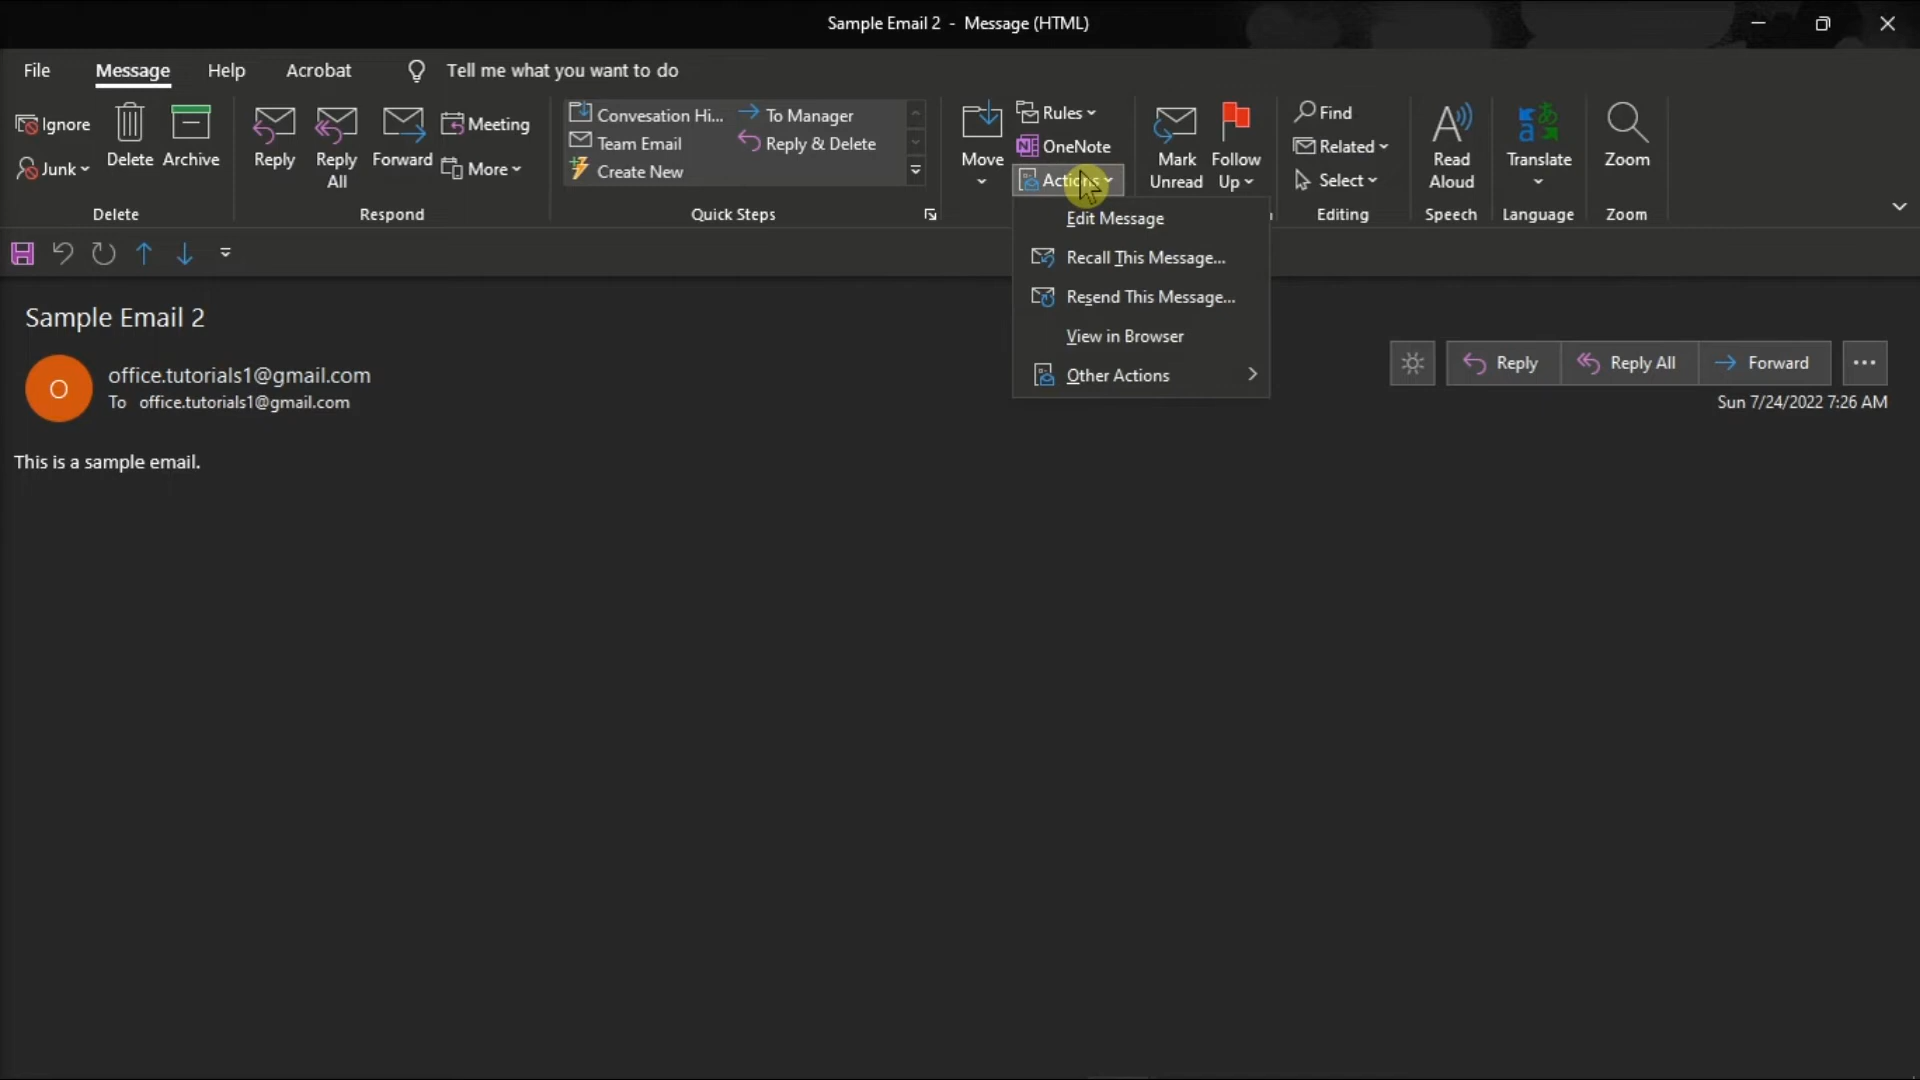 Sample Email 2 - Message (HTML)
File Message Help Acrobat Tell me what you want to do
Ignore
Junk
Delete
Archive
Delete
Reply
Reply
All
Forward
Meeting
More
Respond
Convesation Hi...
Team Email
Create New
To Manager
Reply & Delete
Quick Steps
Move
Rules
OneNote
Actions
Mark
Unread
Follow
Up
Find
Related
Select
Editing
Read
Aloud
Speech
Translate
Language
Zoom
Zoom
Edit Message
Recall This Message...
Resend This Message...
View in Browser
Other Actions
Sample Email 2
O
office.tutorials1@gmail.com
To office.tutorials1@gmail.com
Reply Reply All Forward
Sun 7/24/2022 7:26 AM
This is a sample email.